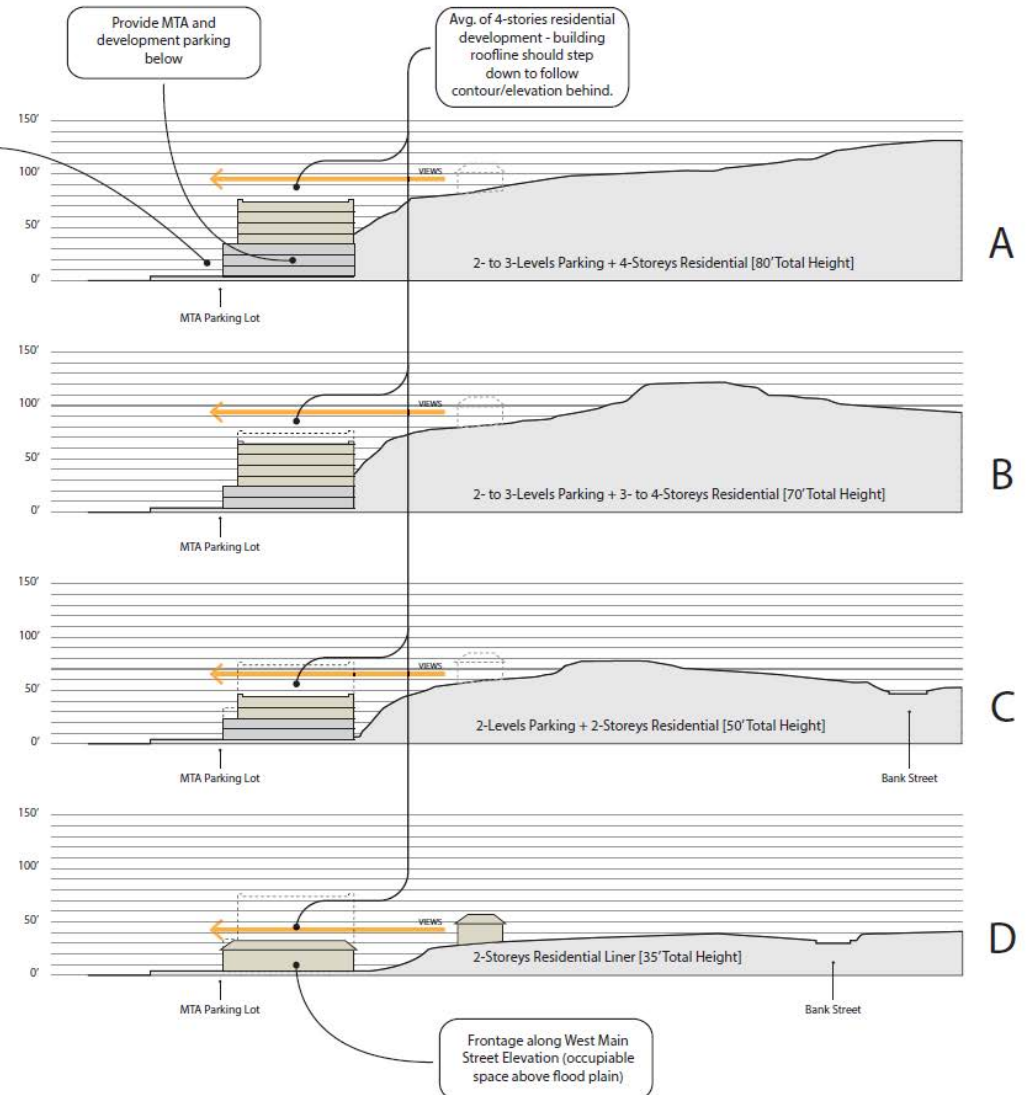 Provide MTA and
development parking
below
Avg. of 4-stories residential
development - building
roofline should step
down to follow
contour/elevation behind.
150'
100'
50'
0'
VIEWS
2- to 3-Levels Parking + 4-Storeys Residential [80' Total Height]
A
MTA Parking Lot
150'
100'
50'
0'
VIEWS
2- to 3-Levels Parking + 3- to 4-Storeys Residential [70' Total Height]
B
MTA Parking Lot
150'
100'
50'
0'
VIEWS
2-Levels Parking + 2-Storeys Residential [50' Total Height]
C
MTA Parking Lot
Bank Street
150'
100'
50'
0'
VIEWS
2-Storeys Residential Liner [35' Total Height]
D
MTA Parking Lot
Bank Street
Frontage along West Main
Street Elevation (occupiable
space above flood plain)